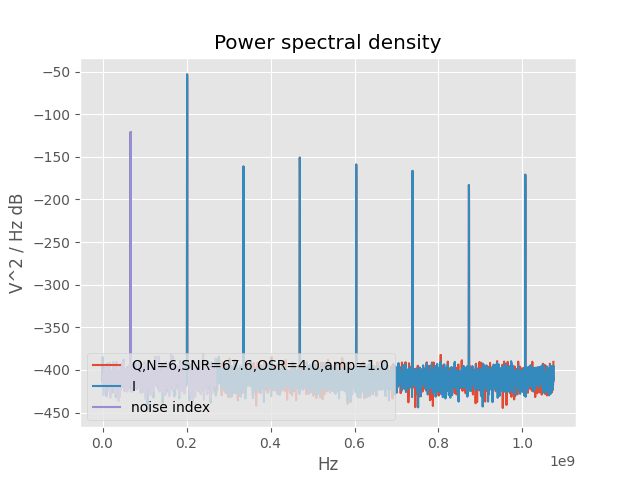 Power spectral density
V^2 / Hz dB
−50
−100
−150
−200
−250
−300
−350
−400
−450
Q,N=6,SNR=67.6,OSR=4.0,amp=1.0
I
noise index
0.0 0.2 0.4 0.6 0.8 1.0
1e9
Hz